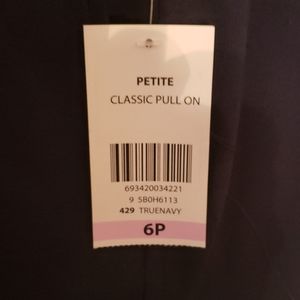 PETITE
CLASSIC PULL ON
693420034221
9 5B0H6113
429 TRUENAVY
6P